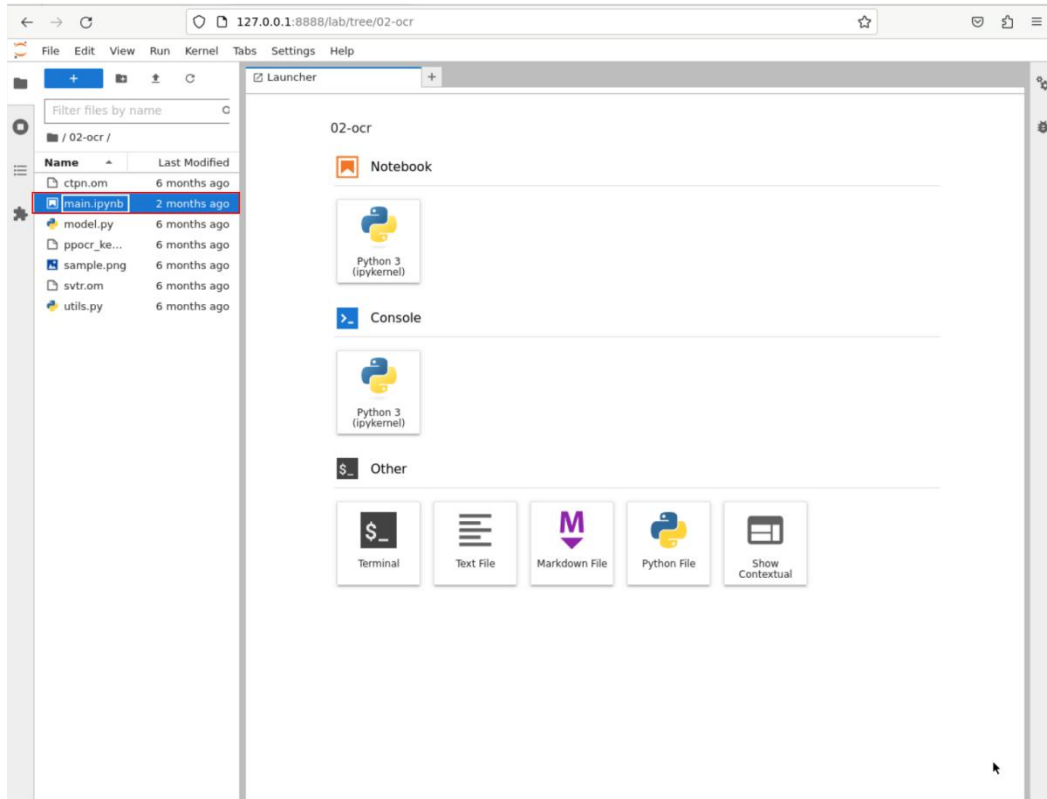 127.0.0.1:8888/lab/tree/02-ocr
File Edit View Run Kernel Tabs Settings Help
+
Launcher
+
Filter files by name
/ 02-ocr /
Name Last Modified
ctpn.om 6 months ago
main.ipynb 2 months ago
model.py 6 months ago
ppocr_ke... 6 months ago
sample.png 6 months ago
svtr.om 6 months ago
utils.py 6 months ago
02-ocr
Notebook
Python 3
(ipykernel)
>_ Console
Python 3
(ipykernel)
$_ Other
$_
M
Terminal
Text File
Markdown File
Python File
Show
Contextual